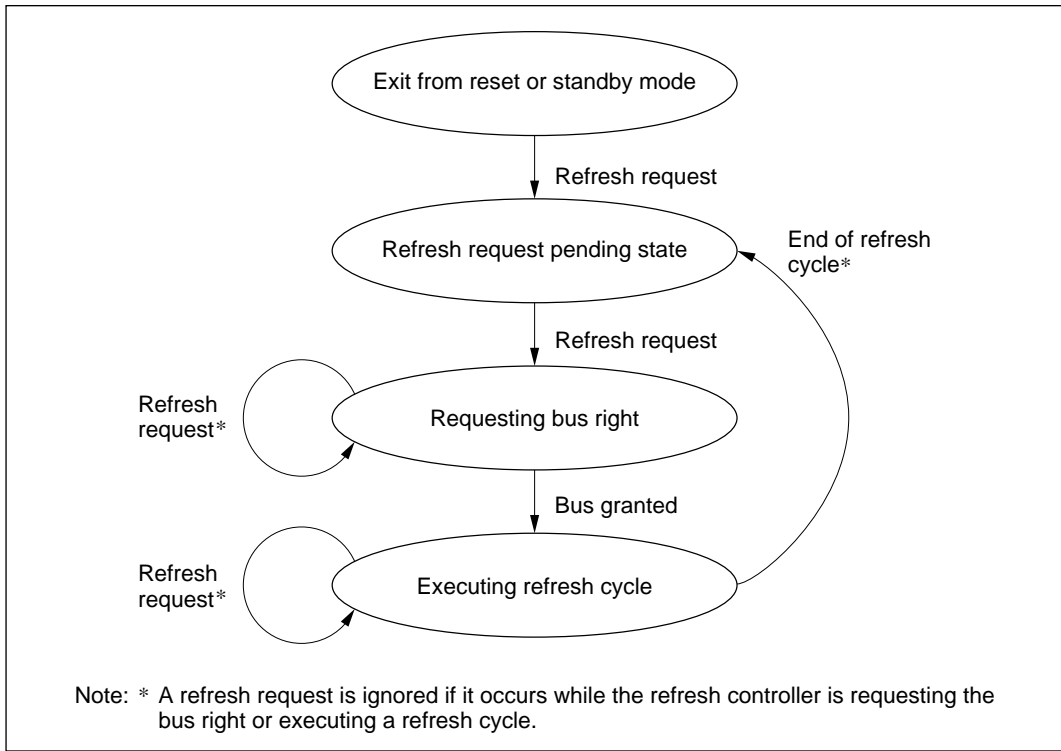 Exit from reset or standby mode
Refresh request
Refresh request pending state
End of refresh
cycle*
Refresh request
Refresh
request*
Requesting bus right
Bus granted
Refresh
request*
Executing refresh cycle
Note: * A refresh request is ignored if it occurs while the refresh controller is requesting the
bus right or executing a refresh cycle.